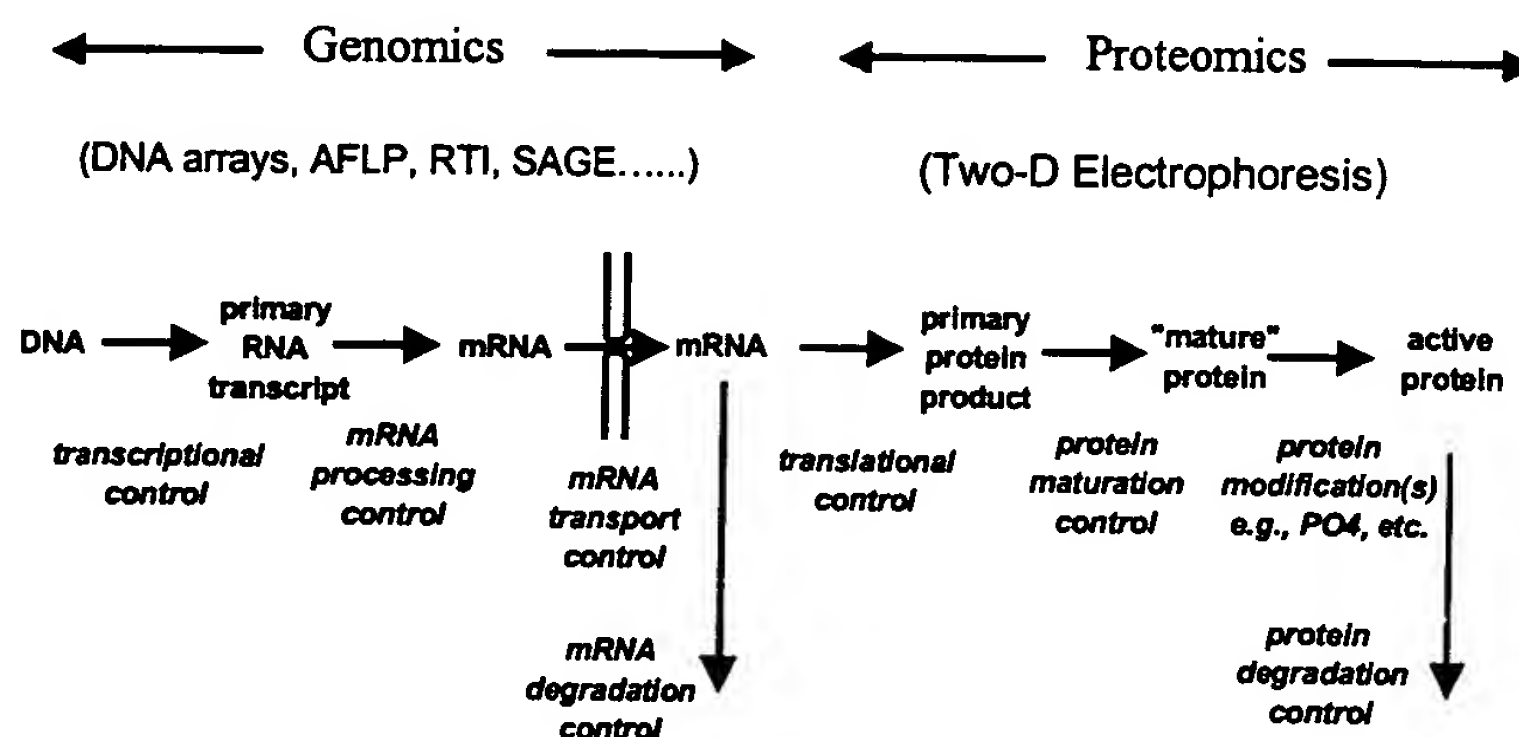 Genomics
Proteomics
(DNA arrays, AFLP, RTI, SAGE......)
(Two-D Electrophoresis)
DNA
primary
RNA
transcript
mRNA
mRNA
primary
protein
product
"mature"
protein
active
protein
transcriptional
control
mRNA
processing
control
mRNA
transport
control
translational
control
protein
maturation
control
protein
modification(s)
e.g., PO4, etc.
mRNA
degradation
control
protein
degradation
control